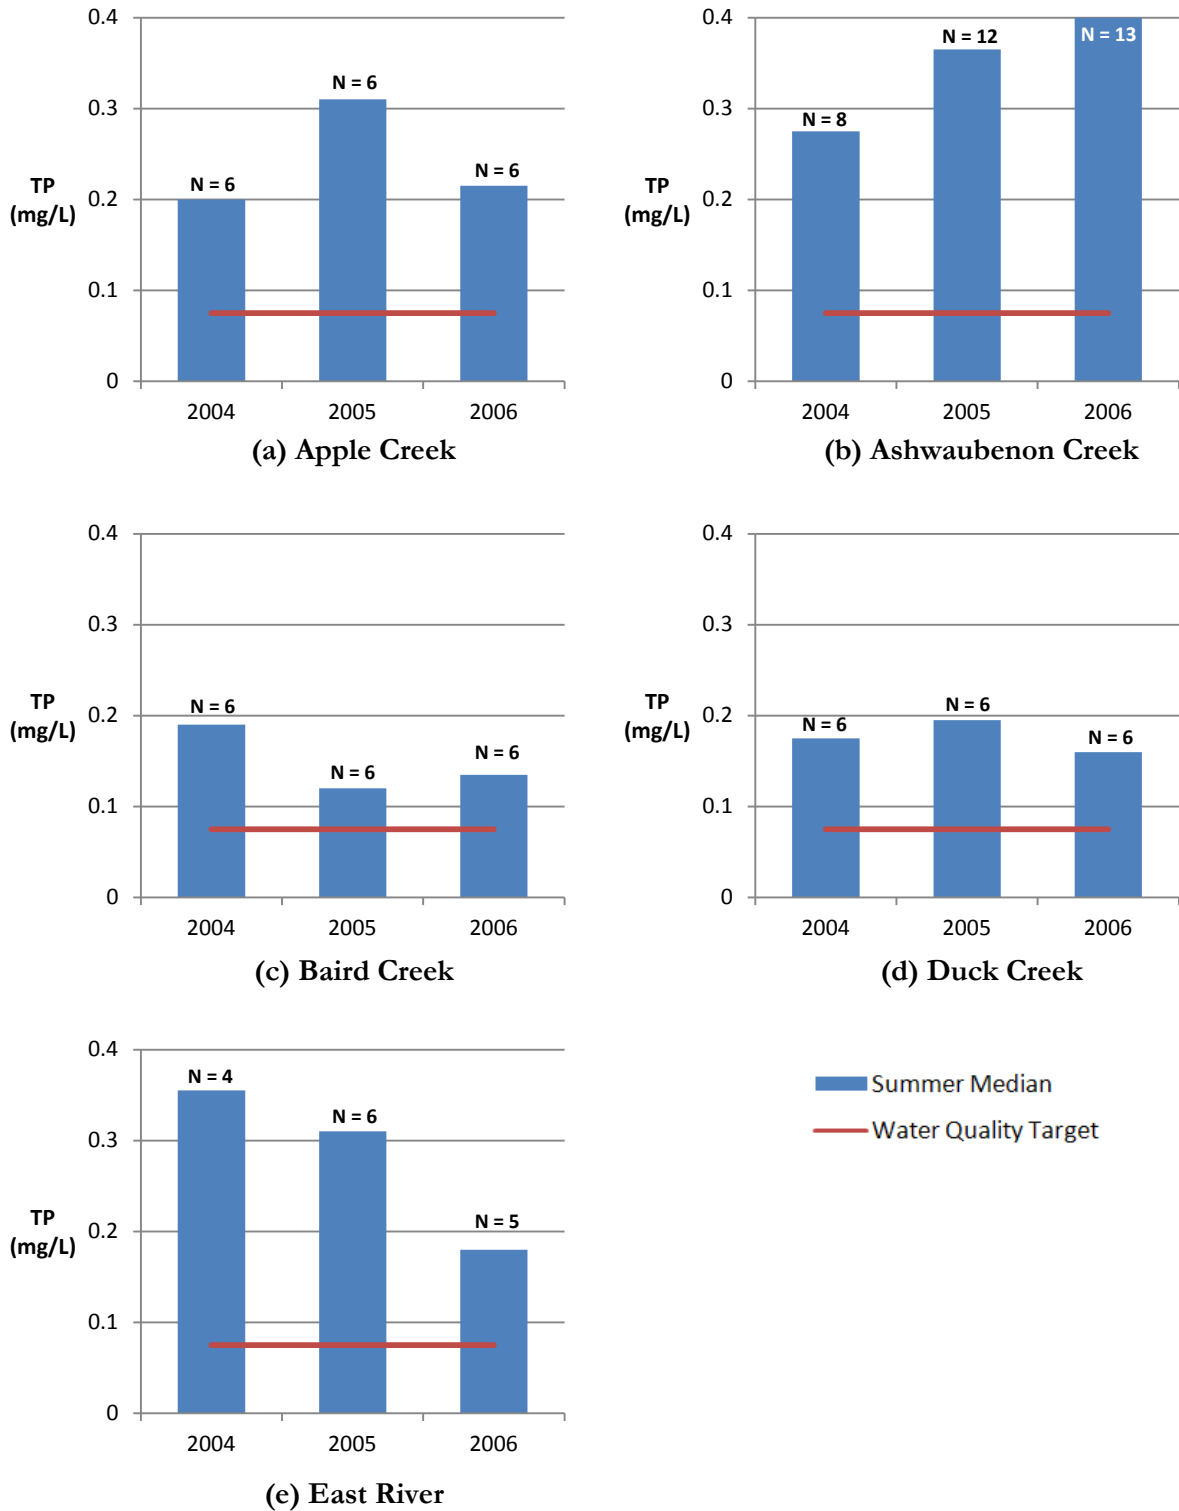 0.4
0.3
0.2
0.1
0
TP
(mg/L)
N = 6
N = 6
N = 6
2004
2005
2006
(a) Apple Creek
0.4
0.3
0.2
0.1
0
TP
(mg/L)
N = 8
N = 12
N = 13
2004
2005
2006
(b) Ashwaubenon Creek
0.4
0.3
0.2
0.1
0
TP
(mg/L)
N = 6
N = 6
N = 6
2004
2005
2006
(c) Baird Creek
0.4
0.3
0.2
0.1
0
TP
(mg/L)
N = 6
N = 6
N = 6
2004
2005
2006
(d) Duck Creek
0.4
0.3
0.2
0.1
0
TP
(mg/L)
N = 4
N = 6
N = 5
2004
2005
2006
(e) East River
Summer Median
Water Quality Target